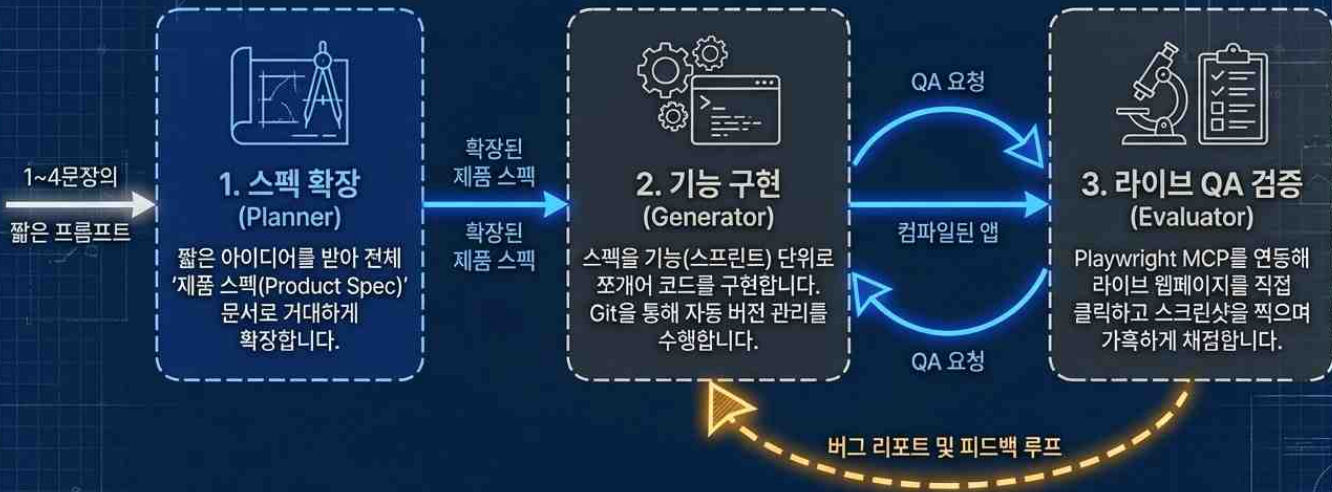 1~4문장의
짧은 프롬프트
1. 스펙 확장
(Planner)
짧은 아이디어를 받아 전체
'제품 스펙(Product Spec)'
문서로 거대하게
확장합니다.
확장된
제품 스펙
확장된
제품 스펙
2. 기능 구현
(Generator)
스펙을 기능(스프린트) 단위로
쪼개어 코드를 구현합니다.
Git을 통해 자동 버전 관리를
수행합니다.
QA 요청
컴파일된 앱
QA 요청
3. 라이브 QA 검증
(Evaluator)
Playwright MCP를 연동해
라이브 웹페이지를 직접
클릭하고 스크린샷을 찍으며
가혹하게 채점합니다.
버그 리포트 및 피드백 루프